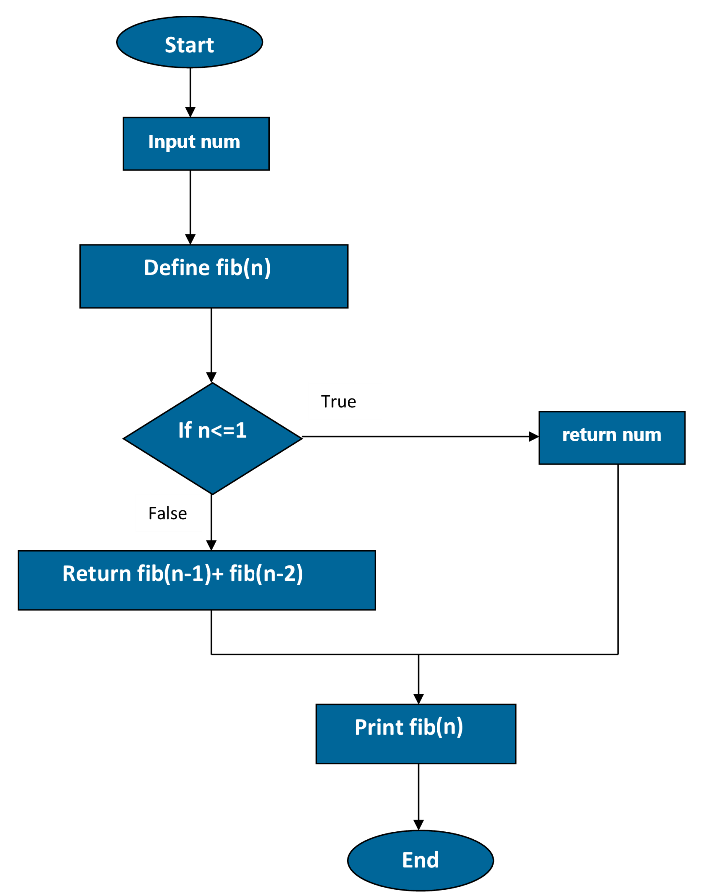 Start
Input num
Define fib(n)
If n<=1
True
return num
False
Return fib(n-1)+ fib(n-2)
Print fib(n)
End